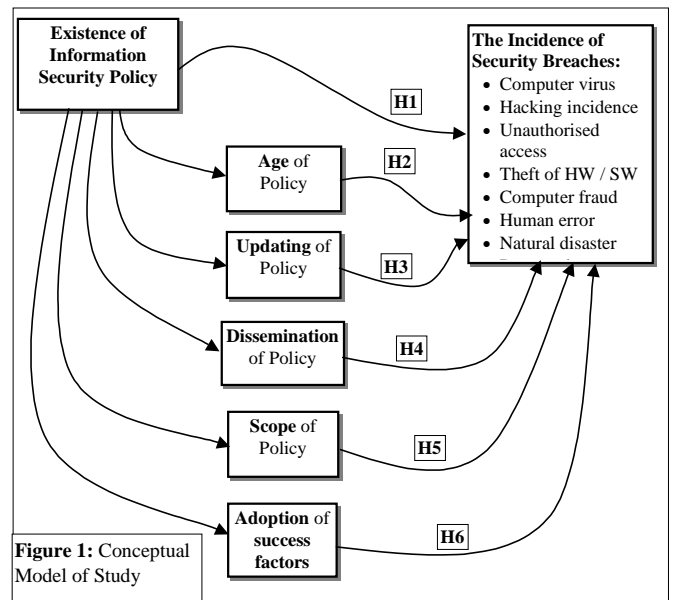 Existence of
Information
Security Policy
The Incidence of
Security Breaches:
• Computer virus
• Hacking incidence
• Unauthorised
access
• Theft of HW / SW
• Computer fraud
• Human error
• Natural disaster
H1
Age of
Policy
H2
Updating of
Policy
H3
Dissemination
of Policy
H4
Scope of
Policy
H5
Adoption of
success
factors
H6
Figure 1: Conceptual
Model of Study